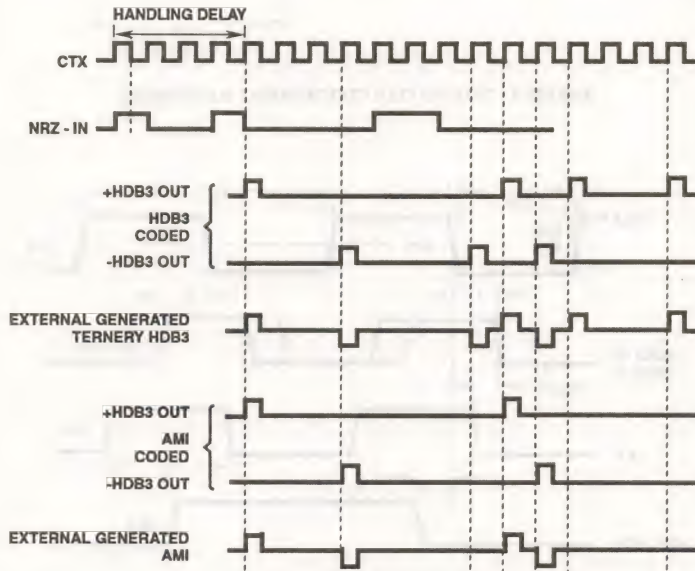 HANDLING DELAY
CTX
NRZ - IN
+HDB3 OUT
HDB3
CODED
-HDB3 OUT
EXTERNAL GENERATED
TERNERY HDB3
+HDB3 OUT
AMI
CODED
-HDB3 OUT
EXTERNAL GENERATED
AMI